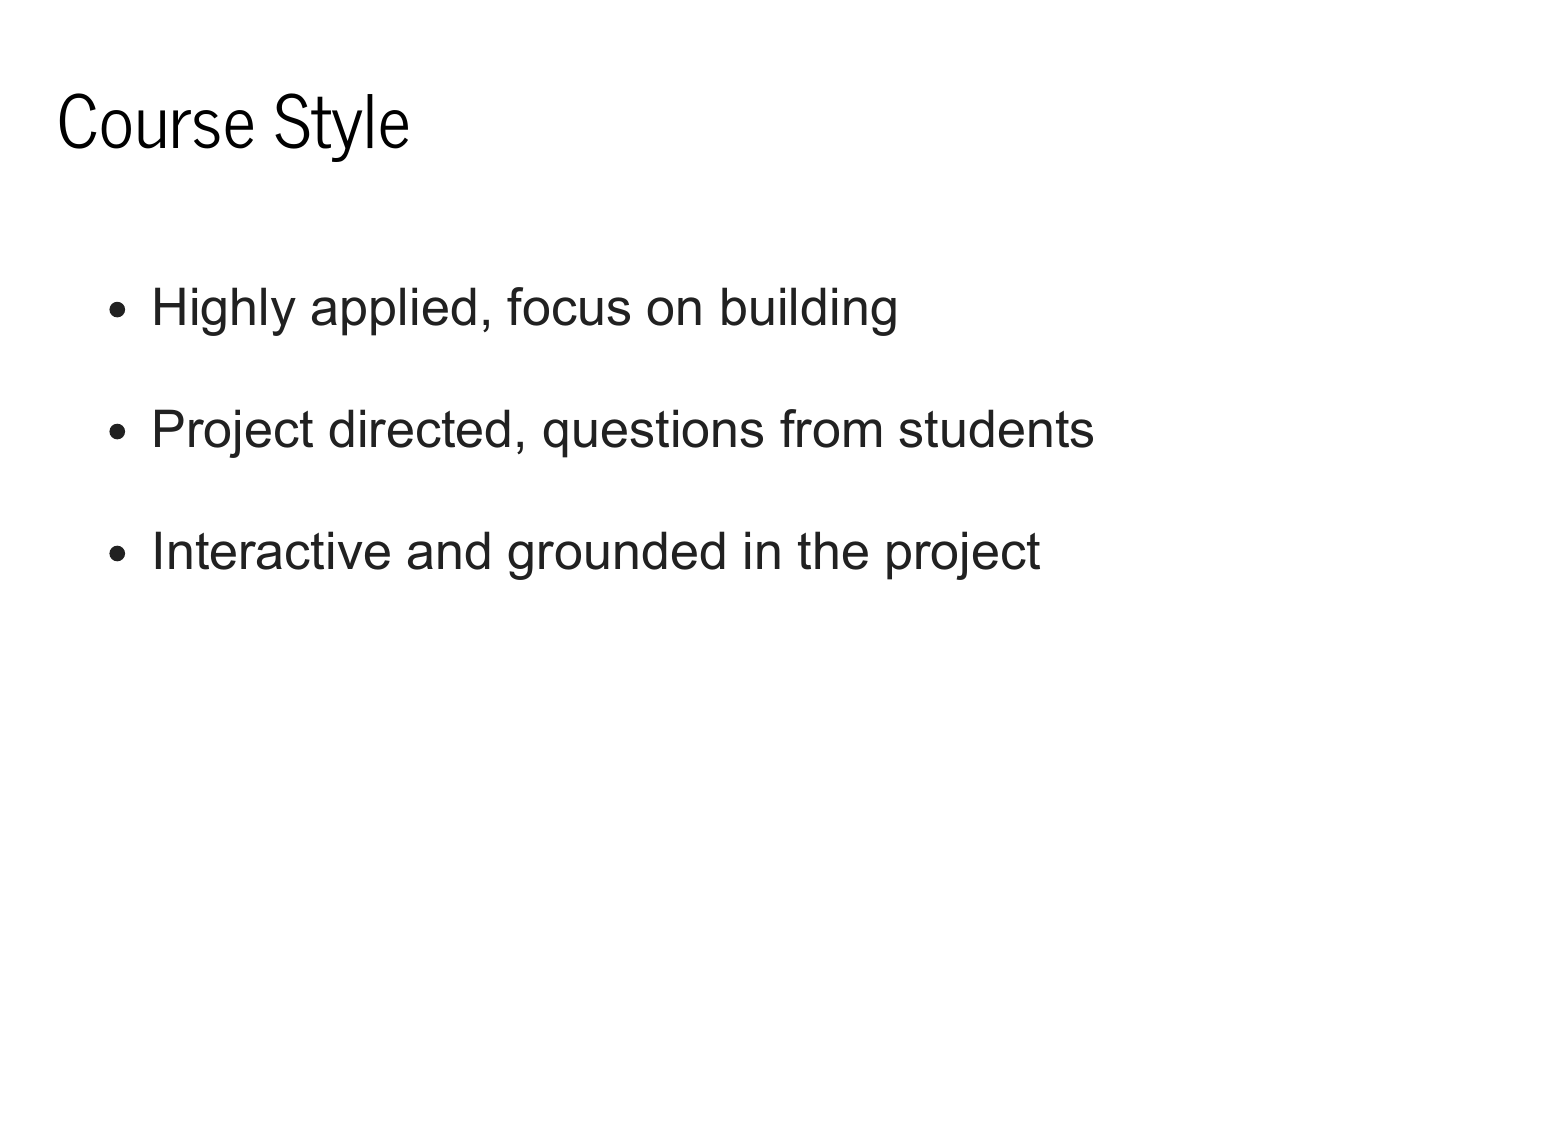 Course Style
• Highly applied, focus on building
• Project directed, questions from students
• Interactive and grounded in the project